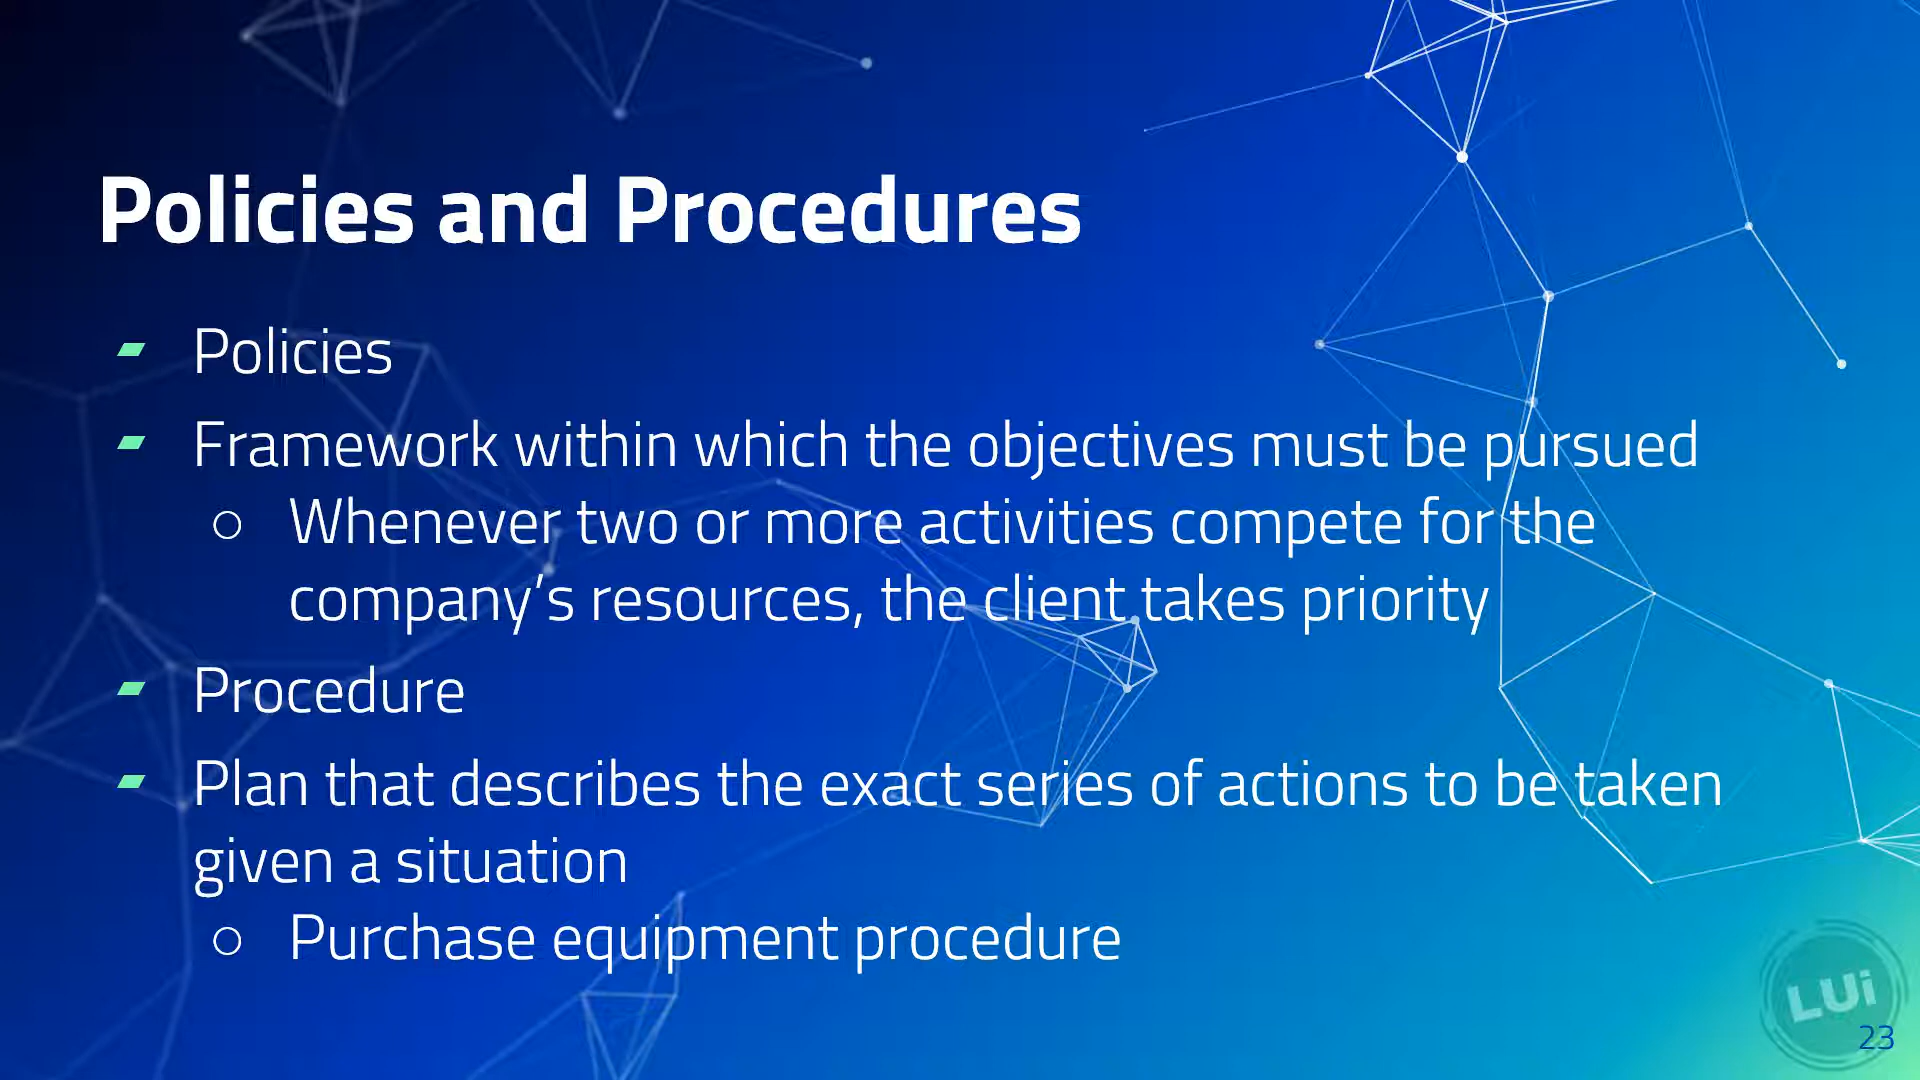 Policies and Procedures
Policies
Framework within which the objectives must be pursued
○ Whenever two or more activities compete for the
company’s resources, the client takes priority
Procedure
Plan that describes the exact series of actions to be taken
given a situation
○ Purchase equipment procedure
LUi
23